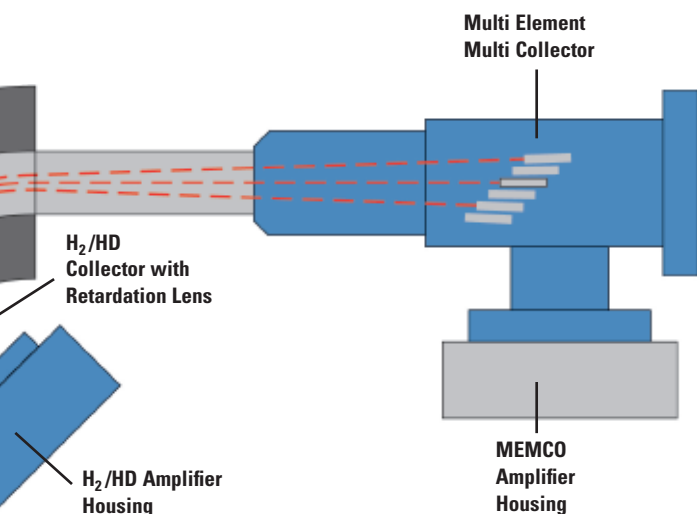 Multi Element
Multi Collector
H₂/HD
Collector with
Retardation Lens
H₂/HD Amplifier
Housing
MEMCO
Amplifier
Housing